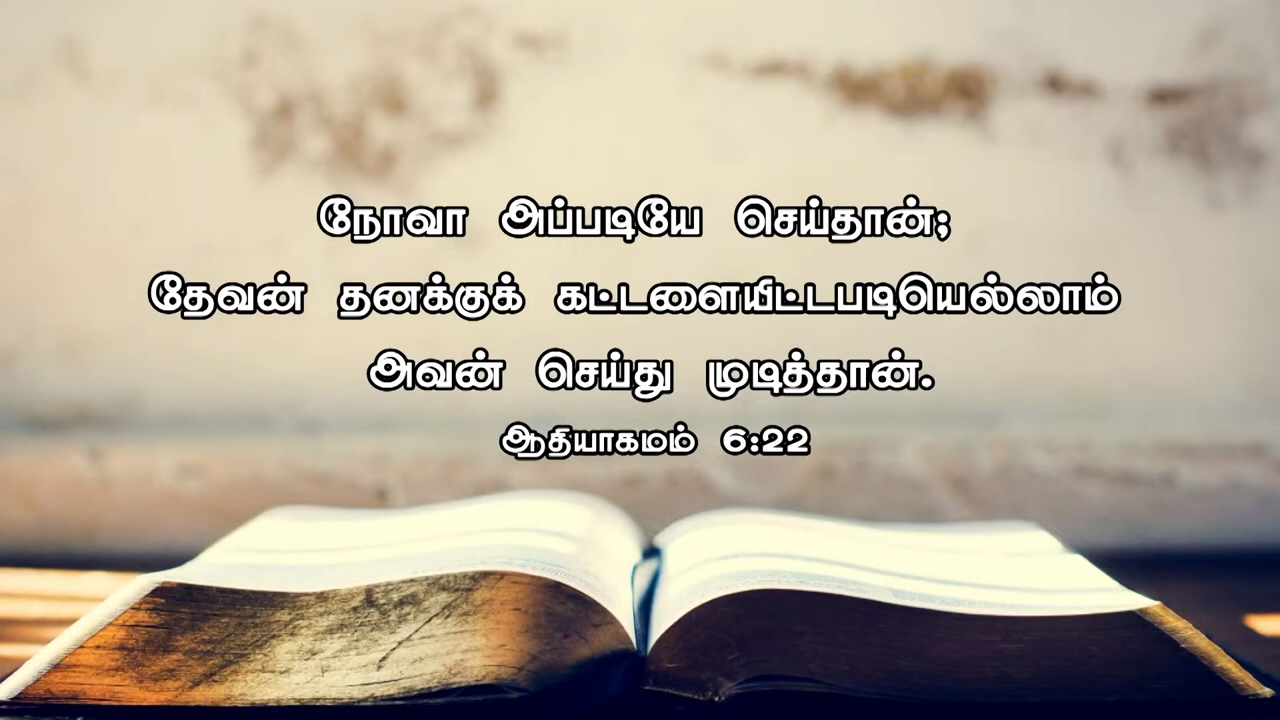 நோவா அப்படியே செய்தான்;
தேவன் தனக்குக் கட்டளையிட்டபடியெல்லாம்
அவன் செய்து முடித்தான்.
ஆதியாகமம் 6:22